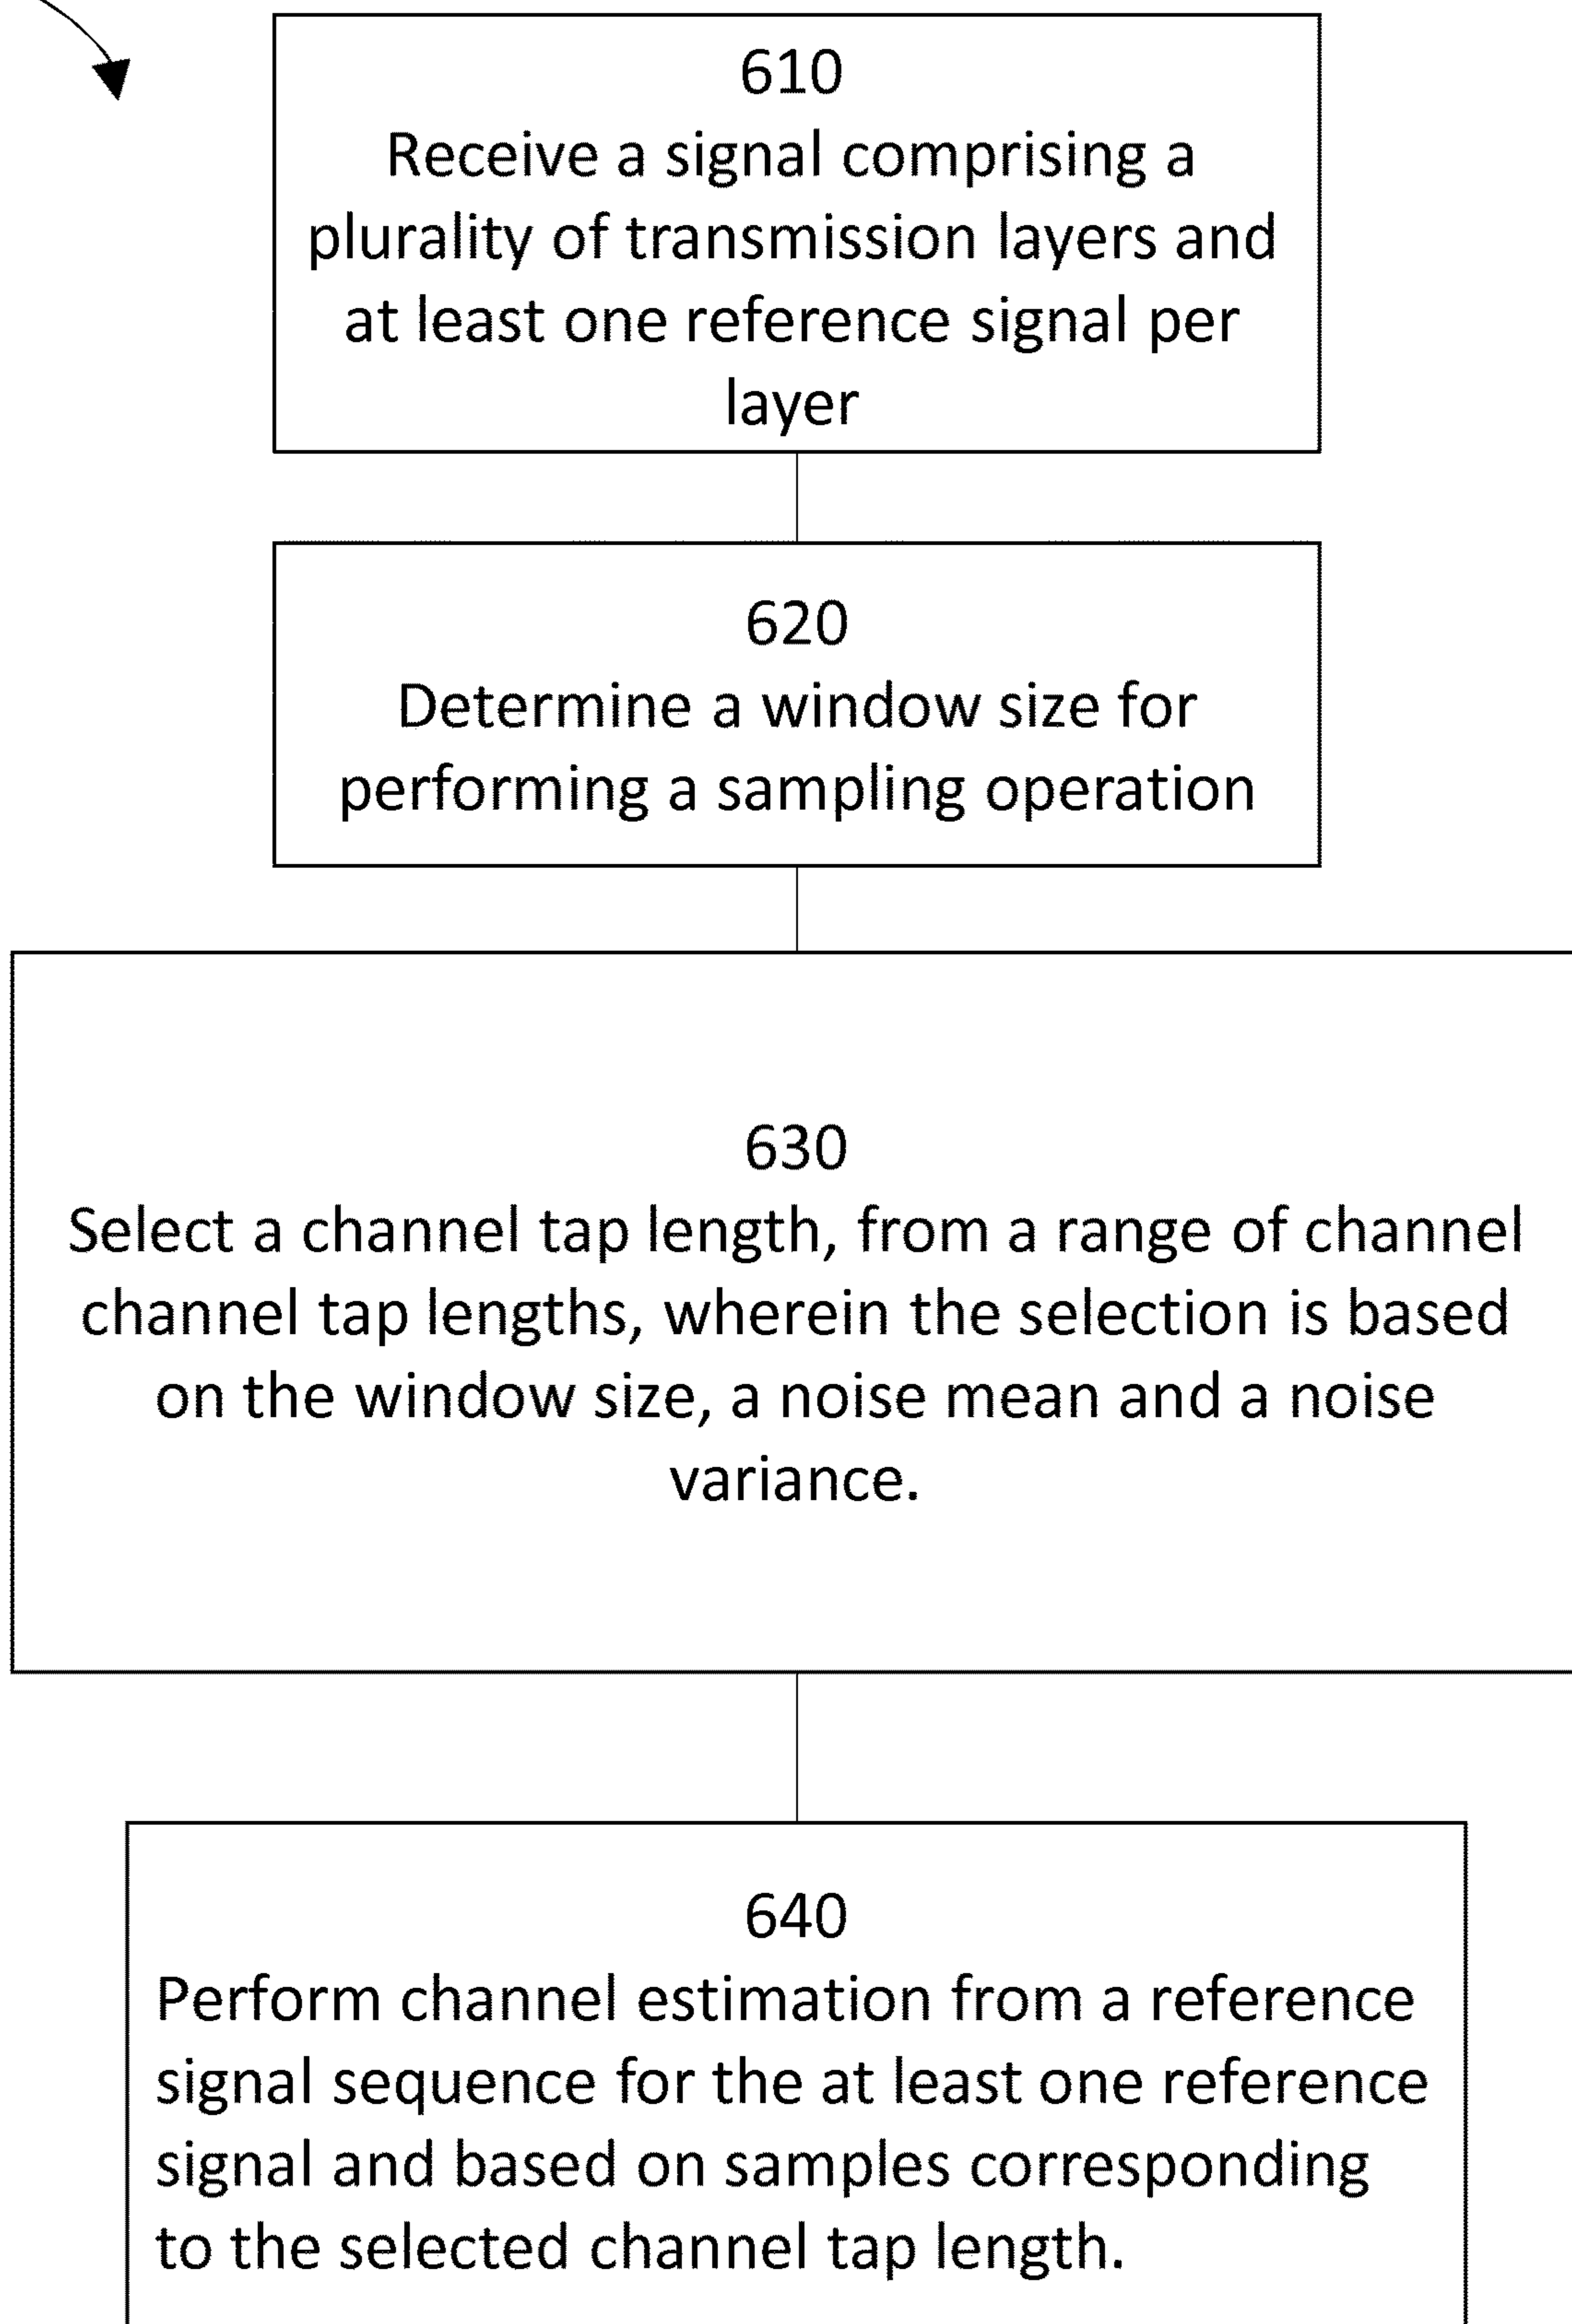 610
Receive a signal comprising a
plurality of transmission layers and
at least one reference signal per
layer
620
Determine a window size for
performing a sampling operation
630
Select a channel tap length, from a range of channel
channel tap lengths, wherein the selection is based
on the window size, a noise mean and a noise
variance.
640
Perform channel estimation from a reference
signal sequence for the at least one reference
signal and based on samples corresponding
to the selected channel tap length.